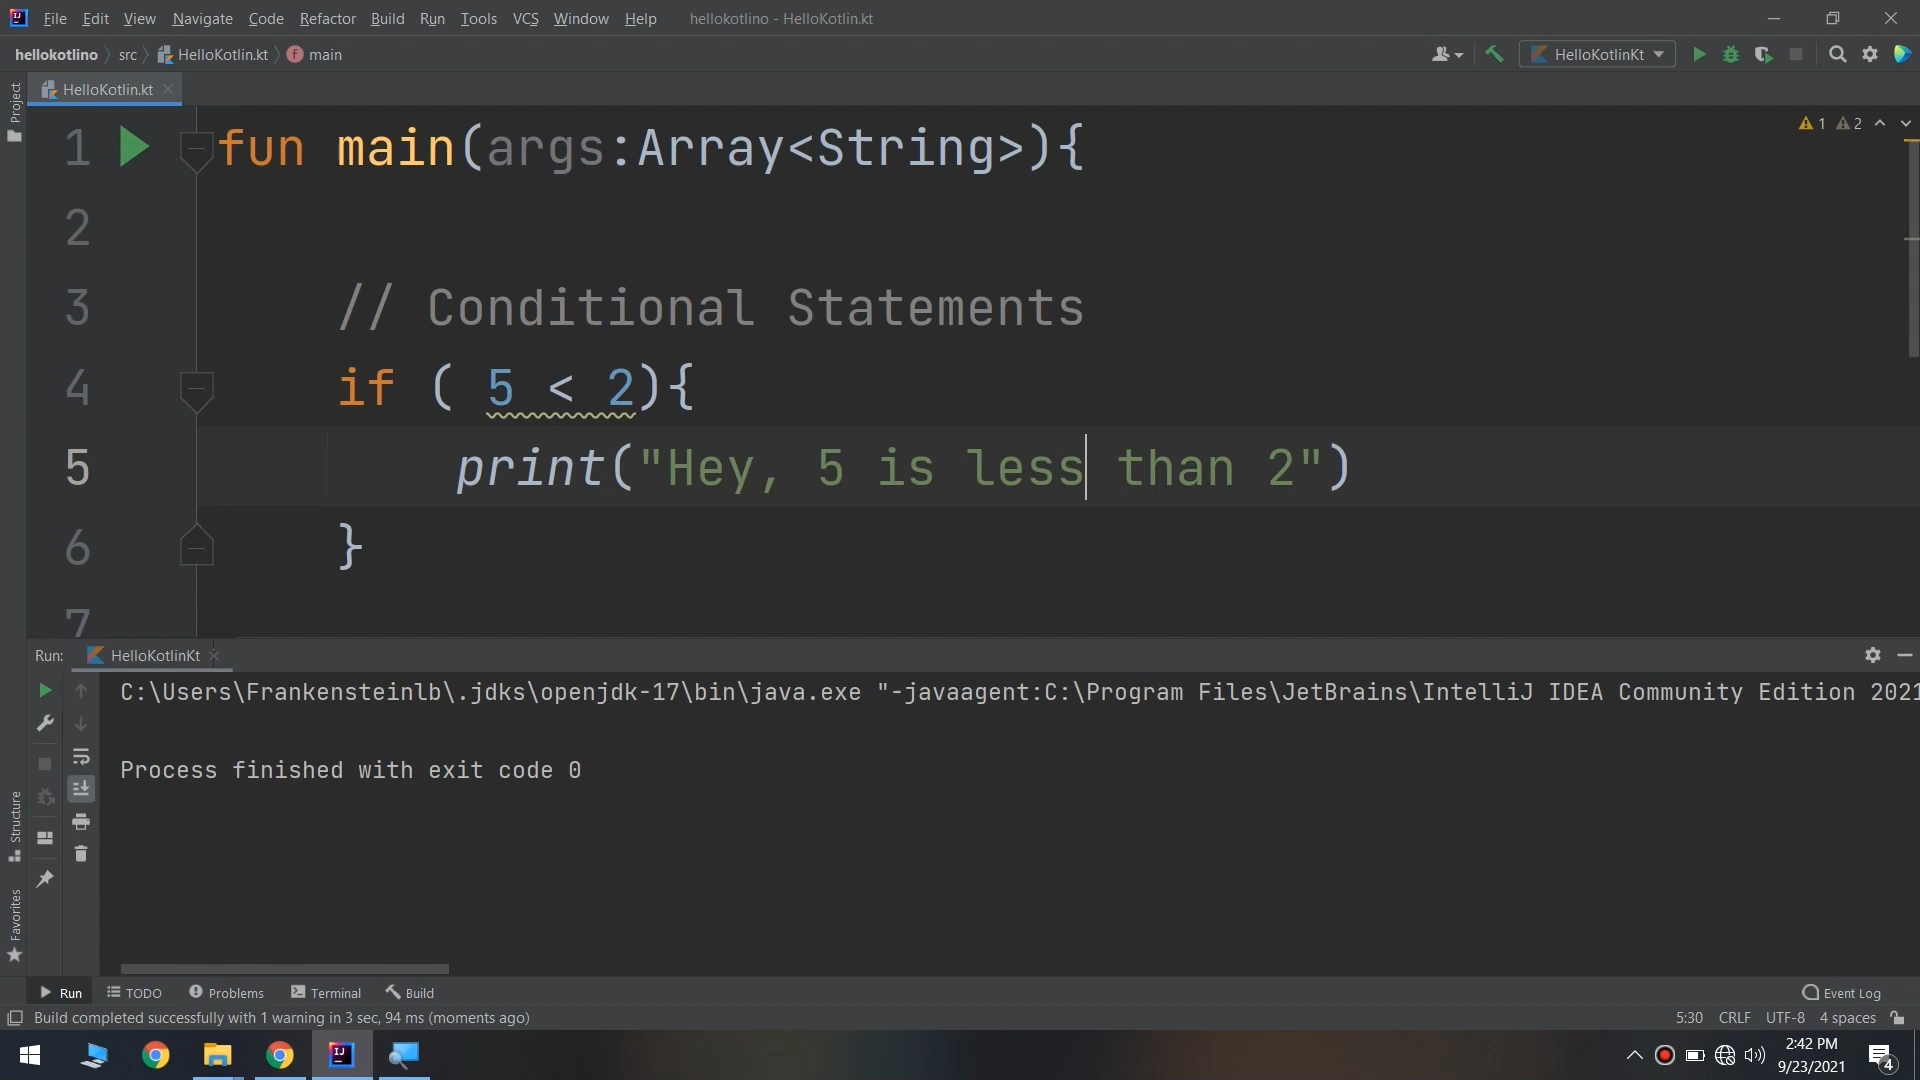 File Edit View Navigate Code Refactor Build Run Tools VCS Window Help hellokotlino - HelloKotlin.kt
hellokotlino src HelloKotlin.kt main HelloKotlinKt
Project
HelloKotlin.kt
1 fun main(args:Array<String>){
1 2
2
3 // Conditional Statements
4 if ( 5 < 2){
5 print("Hey, 5 is less than 2")
6 }
7
Run: HelloKotlinKt
C:\Users\Frankensteinlb\.jdks\openjdk-17\bin\java.exe "-javaagent:C:\Program Files\JetBrains\IntelliJ IDEA Community Edition 2021
Process finished with exit code 0
Structure
Favorites
Run TODO Problems Terminal Build Event Log
Build completed successfully with 1 warning in 3 sec, 94 ms (moments ago) 5:30 CRLF UTF-8 4 spaces
2:42 PM
9/23/2021
4